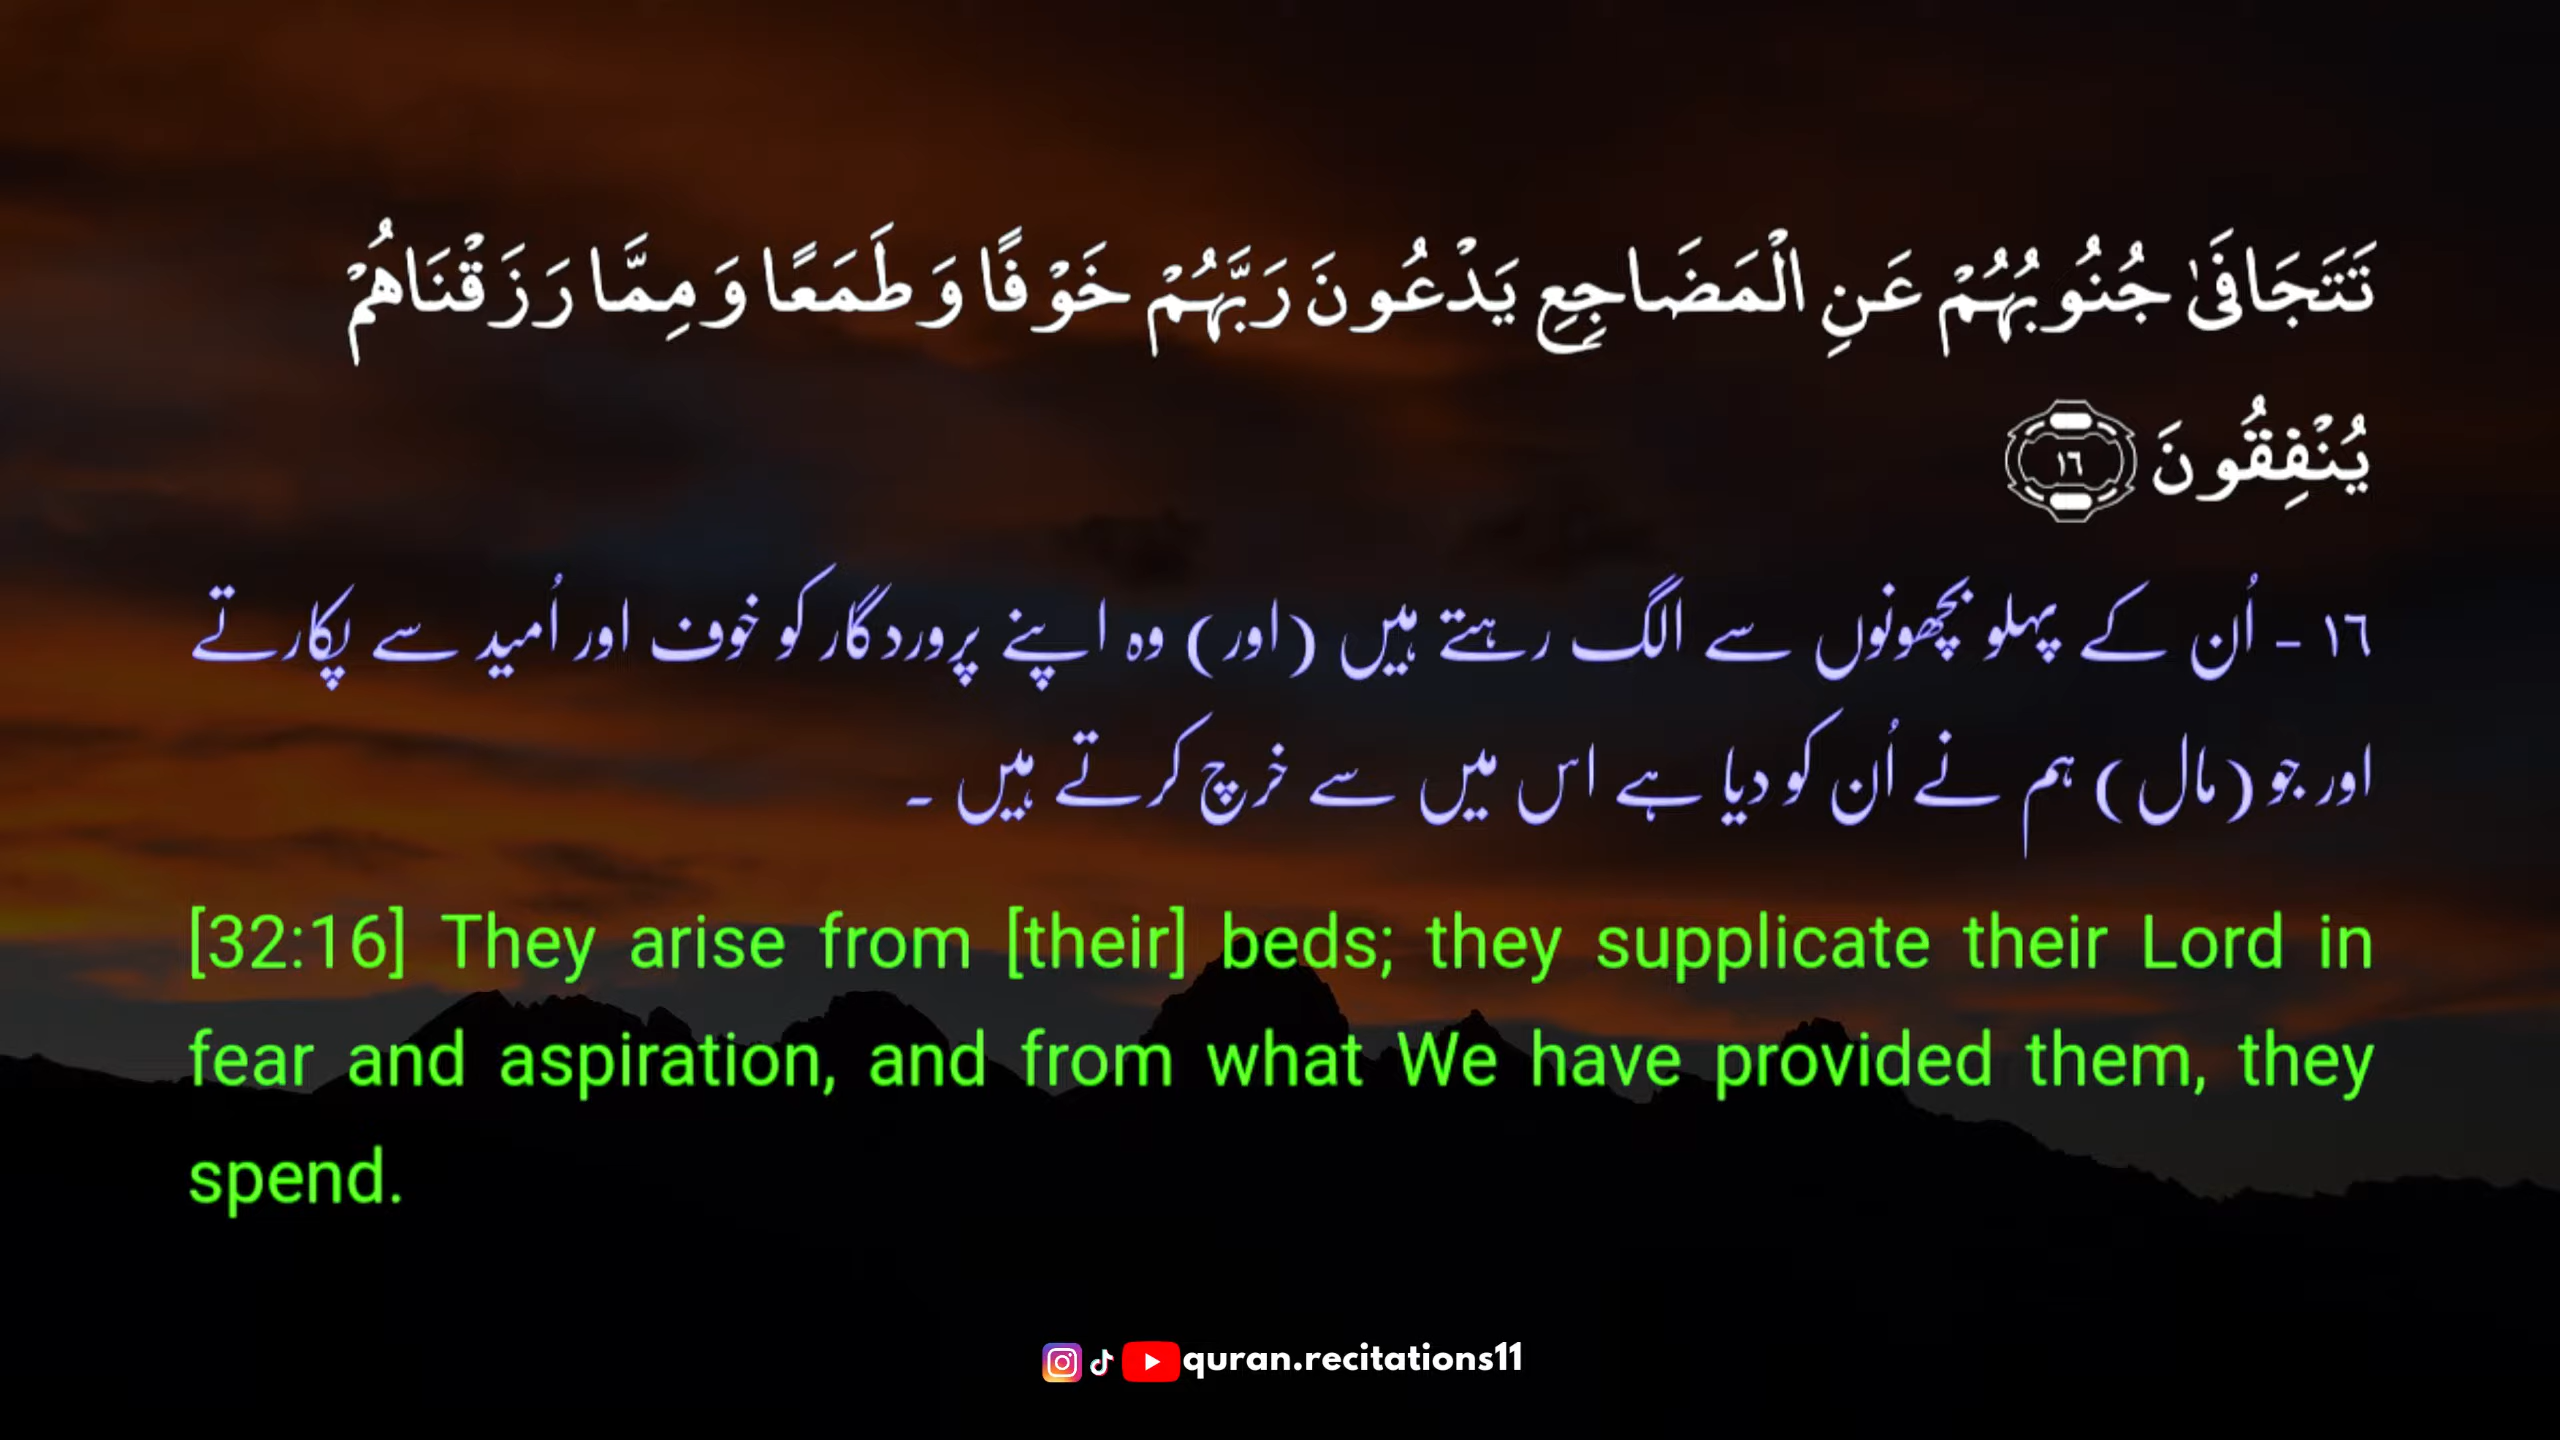 تَتَجَافَىٰ جُنُوبُهُمْ عَنِ الْمَضَاجِعِ يَدْعُونَ رَبَّهُمْ خَوْفًا وَطَمَعًا وَمِمَّا رَزَقْنَاهُمْ
يُنْفِقُونَ ١٦
١٦ - اُن کے پہلو بچھونوں سے الگ رہتے ہیں (اور) وہ اپنے پروردگار کو خوف اور اُمید سے پکارتے
اور جو (مال) ہم نے اُن کو دیا ہے اس میں سے خرچ کرتے ہیں ۔
[32:16] They arise from [their] beds; they supplicate their Lord in
fear and aspiration, and from what We have provided them, they
spend.
quran.recitations11